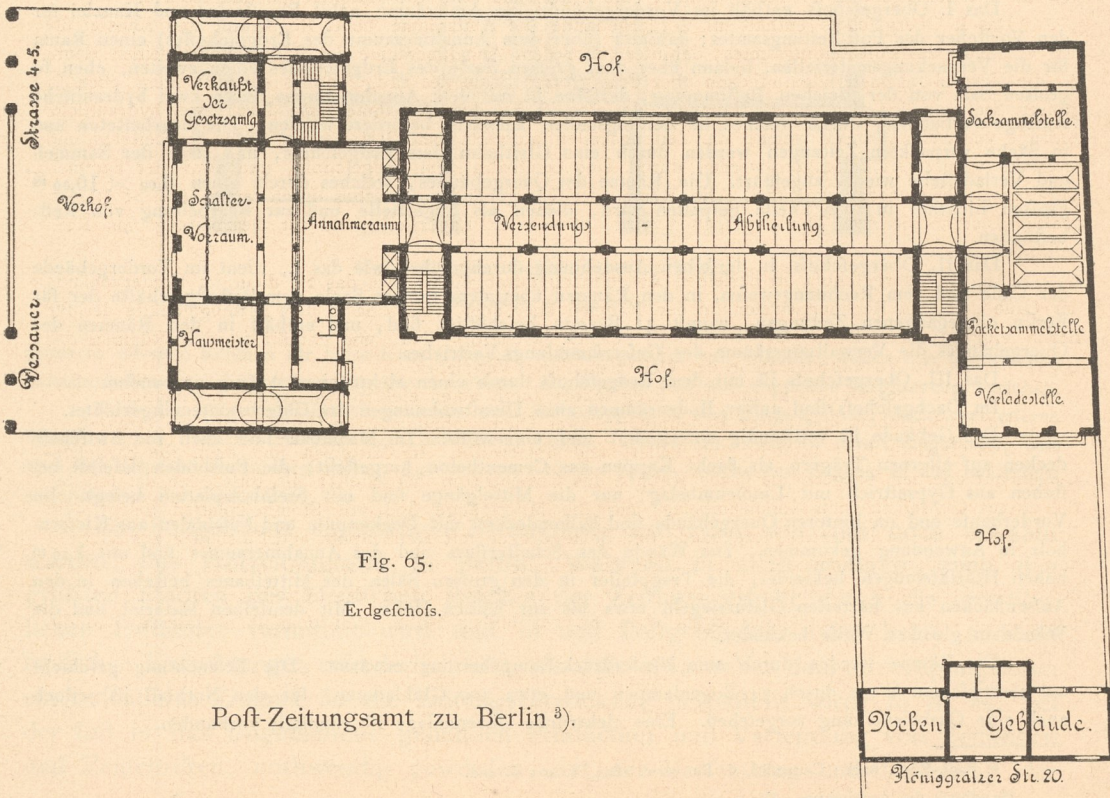 Hof.
Dessauer-Strasse 4-5.
Vorhof.
Verkaufst.
der
Gesetzsamlg.
Schalter-
Vorraum.
Annahmeraum
Versendungs - Abtheilung
Hausmeister
Sacksammelstelle.
Packetsammelstelle
Verladestelle.
Hof.
Hof.
Fig. 65.
Erdgeſchoſs.
Poſt-Zeitungsamt zu Berlin ³).
Neben - Gebäude.
Königgrätzer Str. 20.